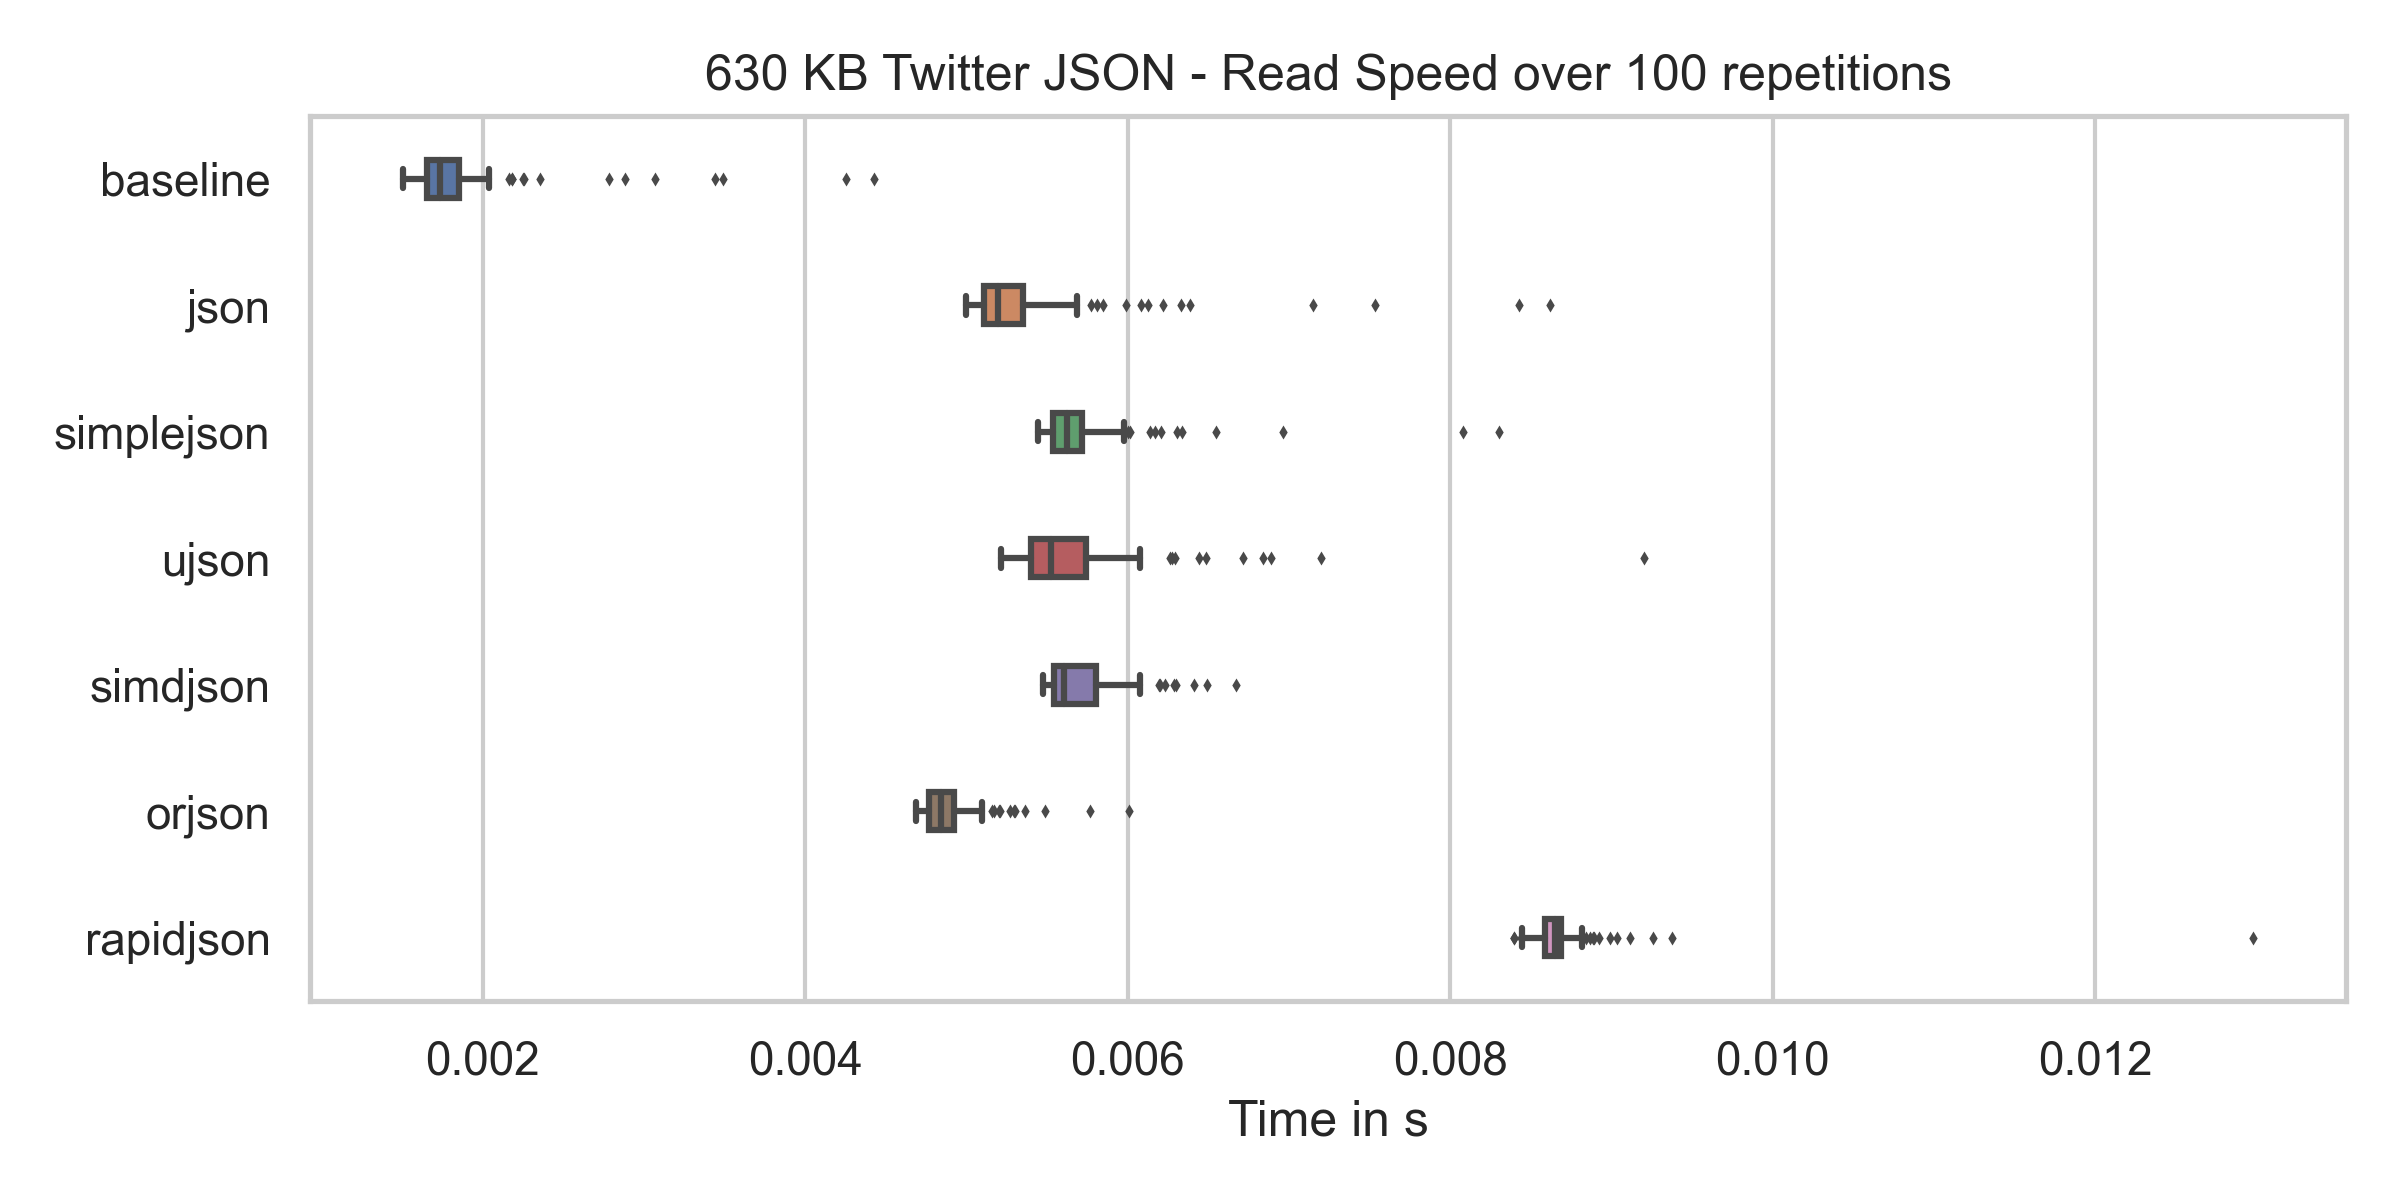 630 KB Twitter JSON - Read Speed over 100 repetitions
baseline
json
simplejson
ujson
simdjson
orjson
rapidjson
0.002 0.004 0.006 0.008 0.010 0.012
Time in s